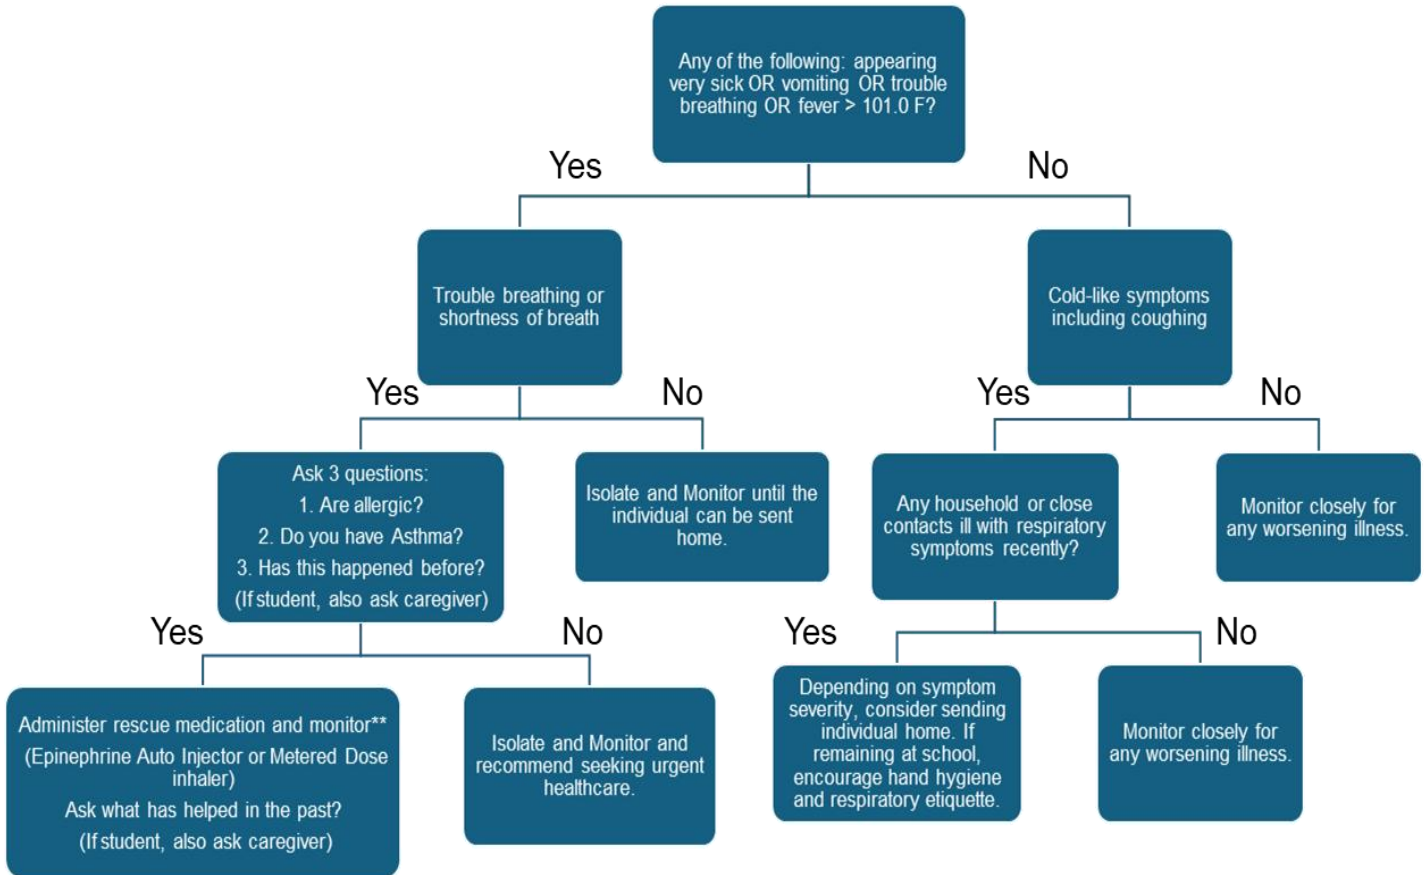 Any of the following: appearing
very sick OR vomiting OR trouble
breathing OR fever > 101.0 F?
Yes
No
Trouble breathing or
shortness of breath
Cold-like symptoms
including coughing
Yes
No
Yes
No
Ask 3 questions:
1. Are allergic?
2. Do you have Asthma?
3. Has this happened before?
(If student, also ask caregiver)
Isolate and Monitor until the
individual can be sent
home.
Any household or close
contacts ill with respiratory
symptoms recently?
Monitor closely for
any worsening illness.
Yes
No
Yes
No
Administer rescue medication and monitor**
(Epinephrine Auto Injector or Metered Dose
inhaler)
Ask what has helped in the past?
(If student, also ask caregiver)
Isolate and Monitor and
recommend seeking urgent
healthcare.
Depending on symptom
severity, consider sending
individual home. If
remaining at school,
encourage hand hygiene
and respiratory etiquette.
Monitor closely for
any worsening illness.